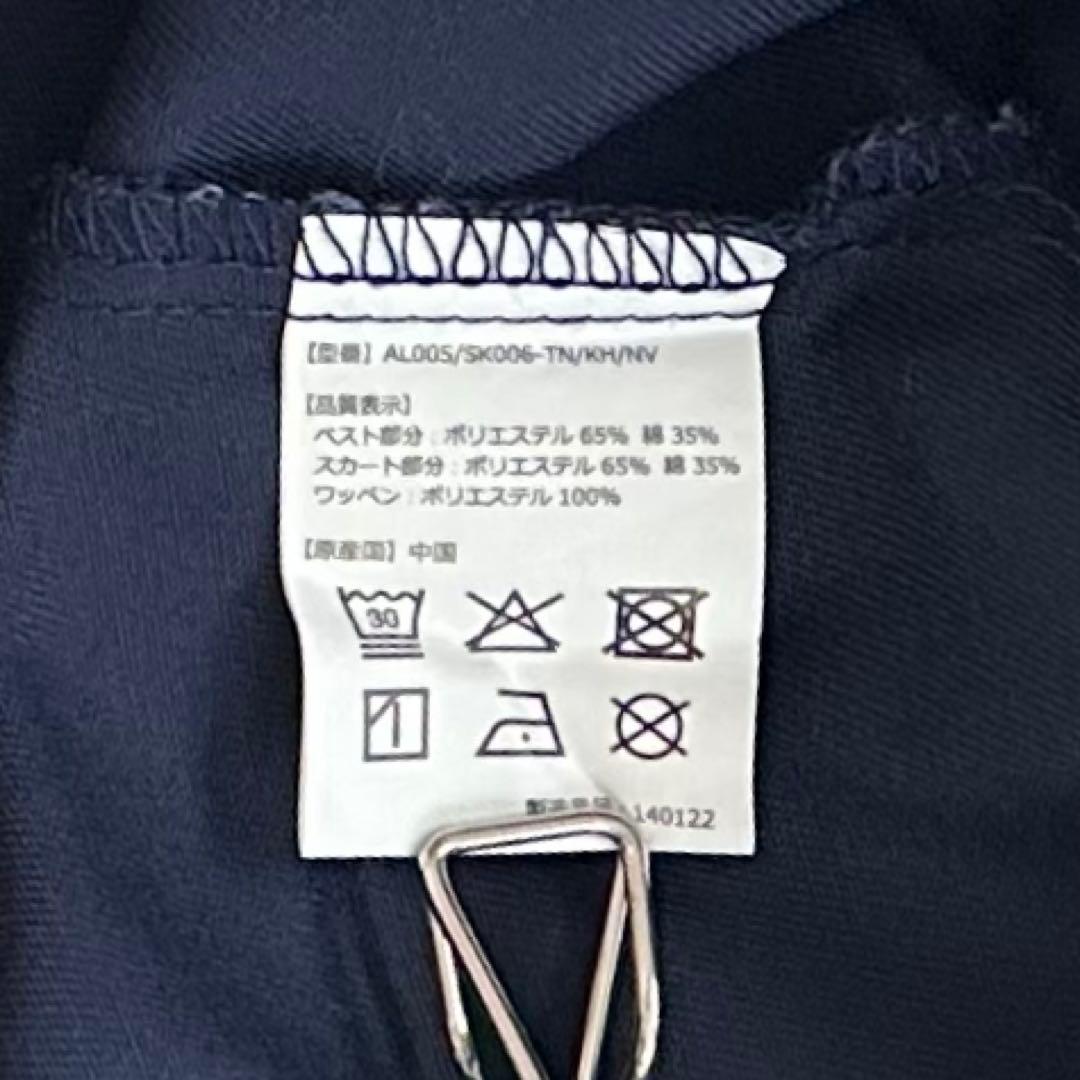 【型番】AL005/SK006-TN/KH/NV
【品質表示】
ベスト部分：ポリエステル 65% 綿 35%
スカート部分：ポリエステル 65% 綿 35%
ワッペン：ポリエステル 100%
【原産国】中国
30
140122